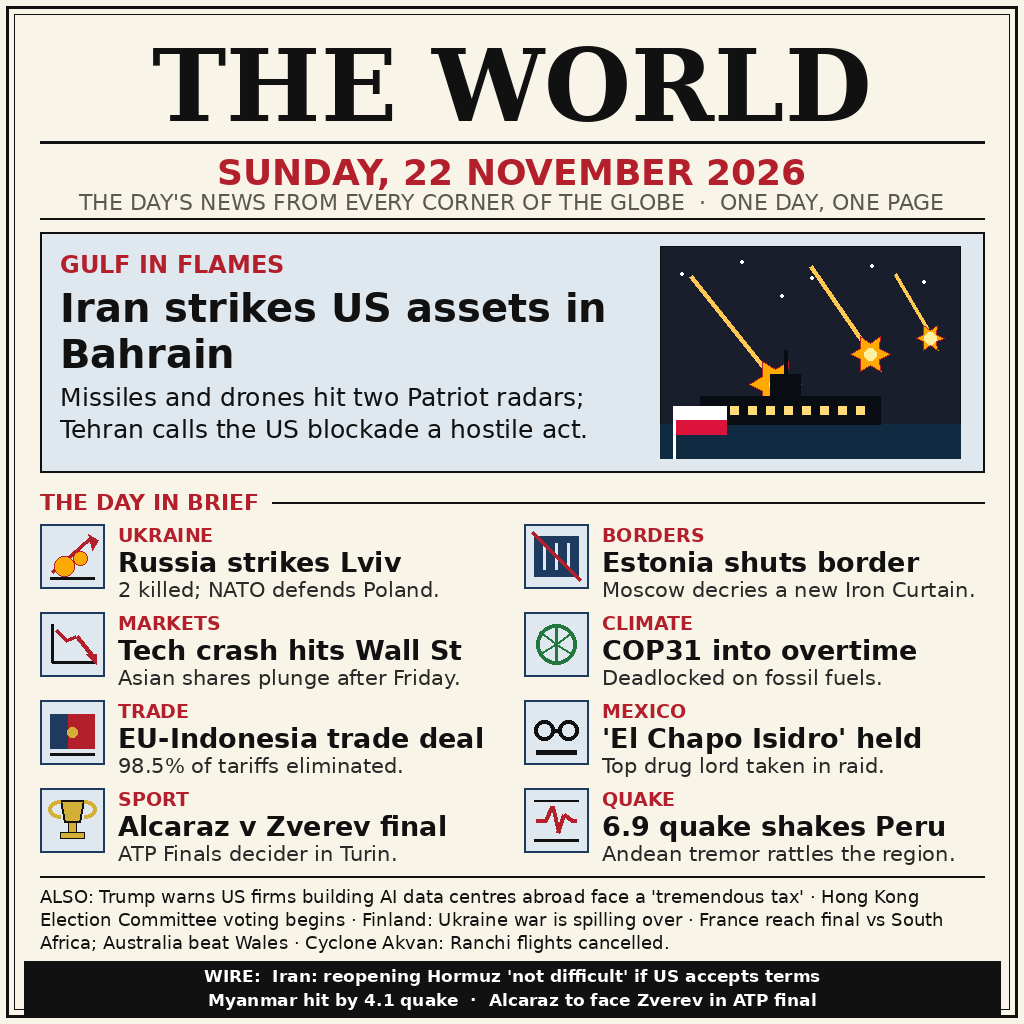 THE WORLD
SUNDAY, 22 NOVEMBER 2026
THE DAY'S NEWS FROM EVERY CORNER OF THE GLOBE · ONE DAY, ONE PAGE
GULF IN FLAMES
Iran strikes US assets in
Bahrain
Missiles and drones hit two Patriot radars;
Tehran calls the US blockade a hostile act.
THE DAY IN BRIEF
UKRAINE
Russia strikes Lviv
2 killed; NATO defends Poland.
BORDERS
Estonia shuts border
Moscow decries a new Iron Curtain.
MARKETS
Tech crash hits Wall St
Asian shares plunge after Friday.
CLIMATE
COP31 into overtime
Deadlocked on fossil fuels.
TRADE
EU-Indonesia trade deal
98.5% of tariffs eliminated.
MEXICO
'El Chapo Isidro' held
Top drug lord taken in raid.
SPORT
Alcaraz v Zverev final
ATP Finals decider in Turin.
QUAKE
6.9 quake shakes Peru
Andean tremor rattles the region.
ALSO: Trump warns US firms building AI data centres abroad face a 'tremendous tax' · Hong Kong
Election Committee voting begins · Finland: Ukraine war is spilling over · France reach final vs South
Africa; Australia beat Wales · Cyclone Akvan: Ranchi flights cancelled.
WIRE: Iran: reopening Hormuz 'not difficult' if US accepts terms
Myanmar hit by 4.1 quake · Alcaraz to face Zverev in ATP final